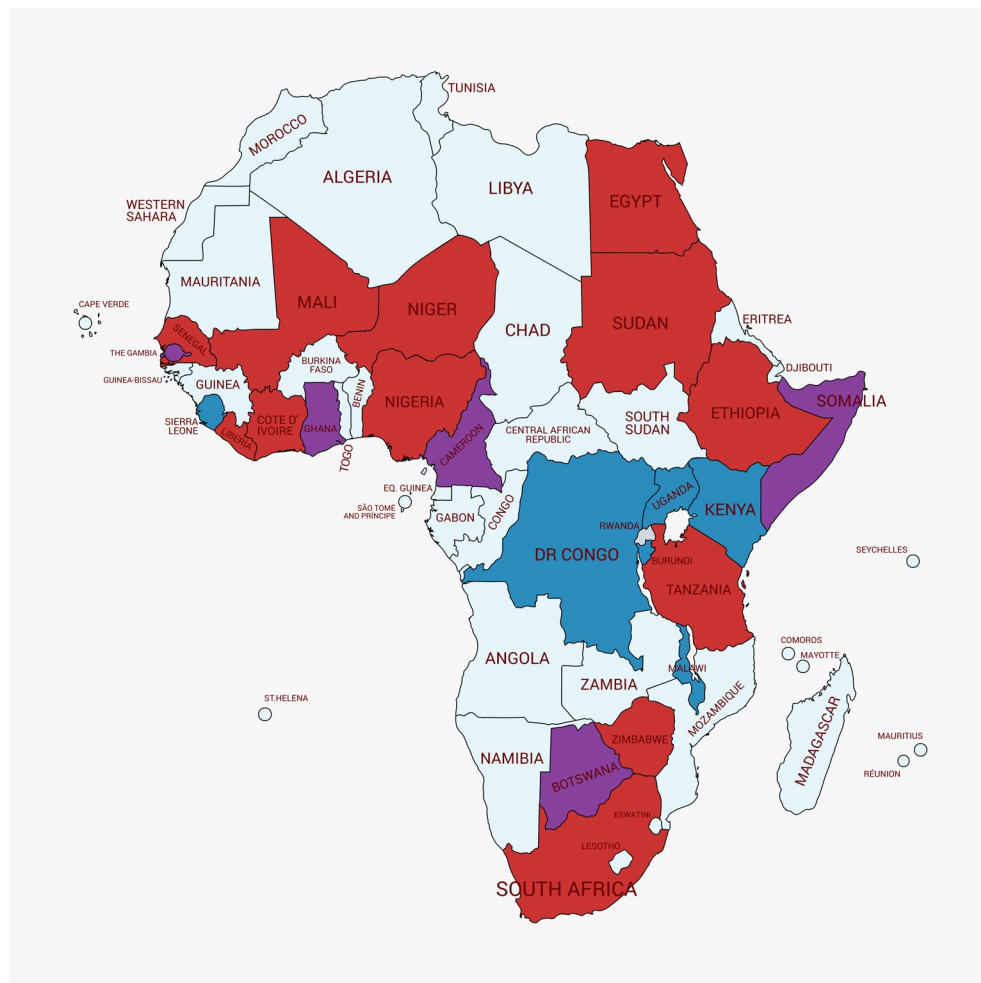 TUNISIA
MOROCCO
ALGERIA
LIBYA
EGYPT
WESTERN
SAHARA
MAURITANIA
MALI
NIGER
CAPE VERDE
CHAD
SUDAN
ERITREA
SENEGAL
THE GAMBIA
BURKINA
FASO
DJIBOUTI
GUINEA-BISSAU
GUINEA
BENIN
NIGERIA
SOMALIA
ETHIOPIA
SIERRA
LEONE
COTE D'
IVOIRE
GHANA
SOUTH
SUDAN
LIBERIA
CENTRAL AFRICAN
REPUBLIC
CAMEROON
TOGO
EQ. GUINEA
UGANDA
SÃO TOMÉ
AND PRÍNCIPE
GABON
CONGO
KENYA
RWANDA
DR CONGO
SEYCHELLES
BURUNDI
TANZANIA
COMOROS
MAYOTTE
ANGOLA
MALAWI
ZAMBIA
ST.HELENA
MOZAMBIQUE
MADAGASCAR
MAURITIUS
ZIMBABWE
NAMIBIA
RÉUNION
BOTSWANA
ESWATINI
LESOTHO
SOUTH AFRICA